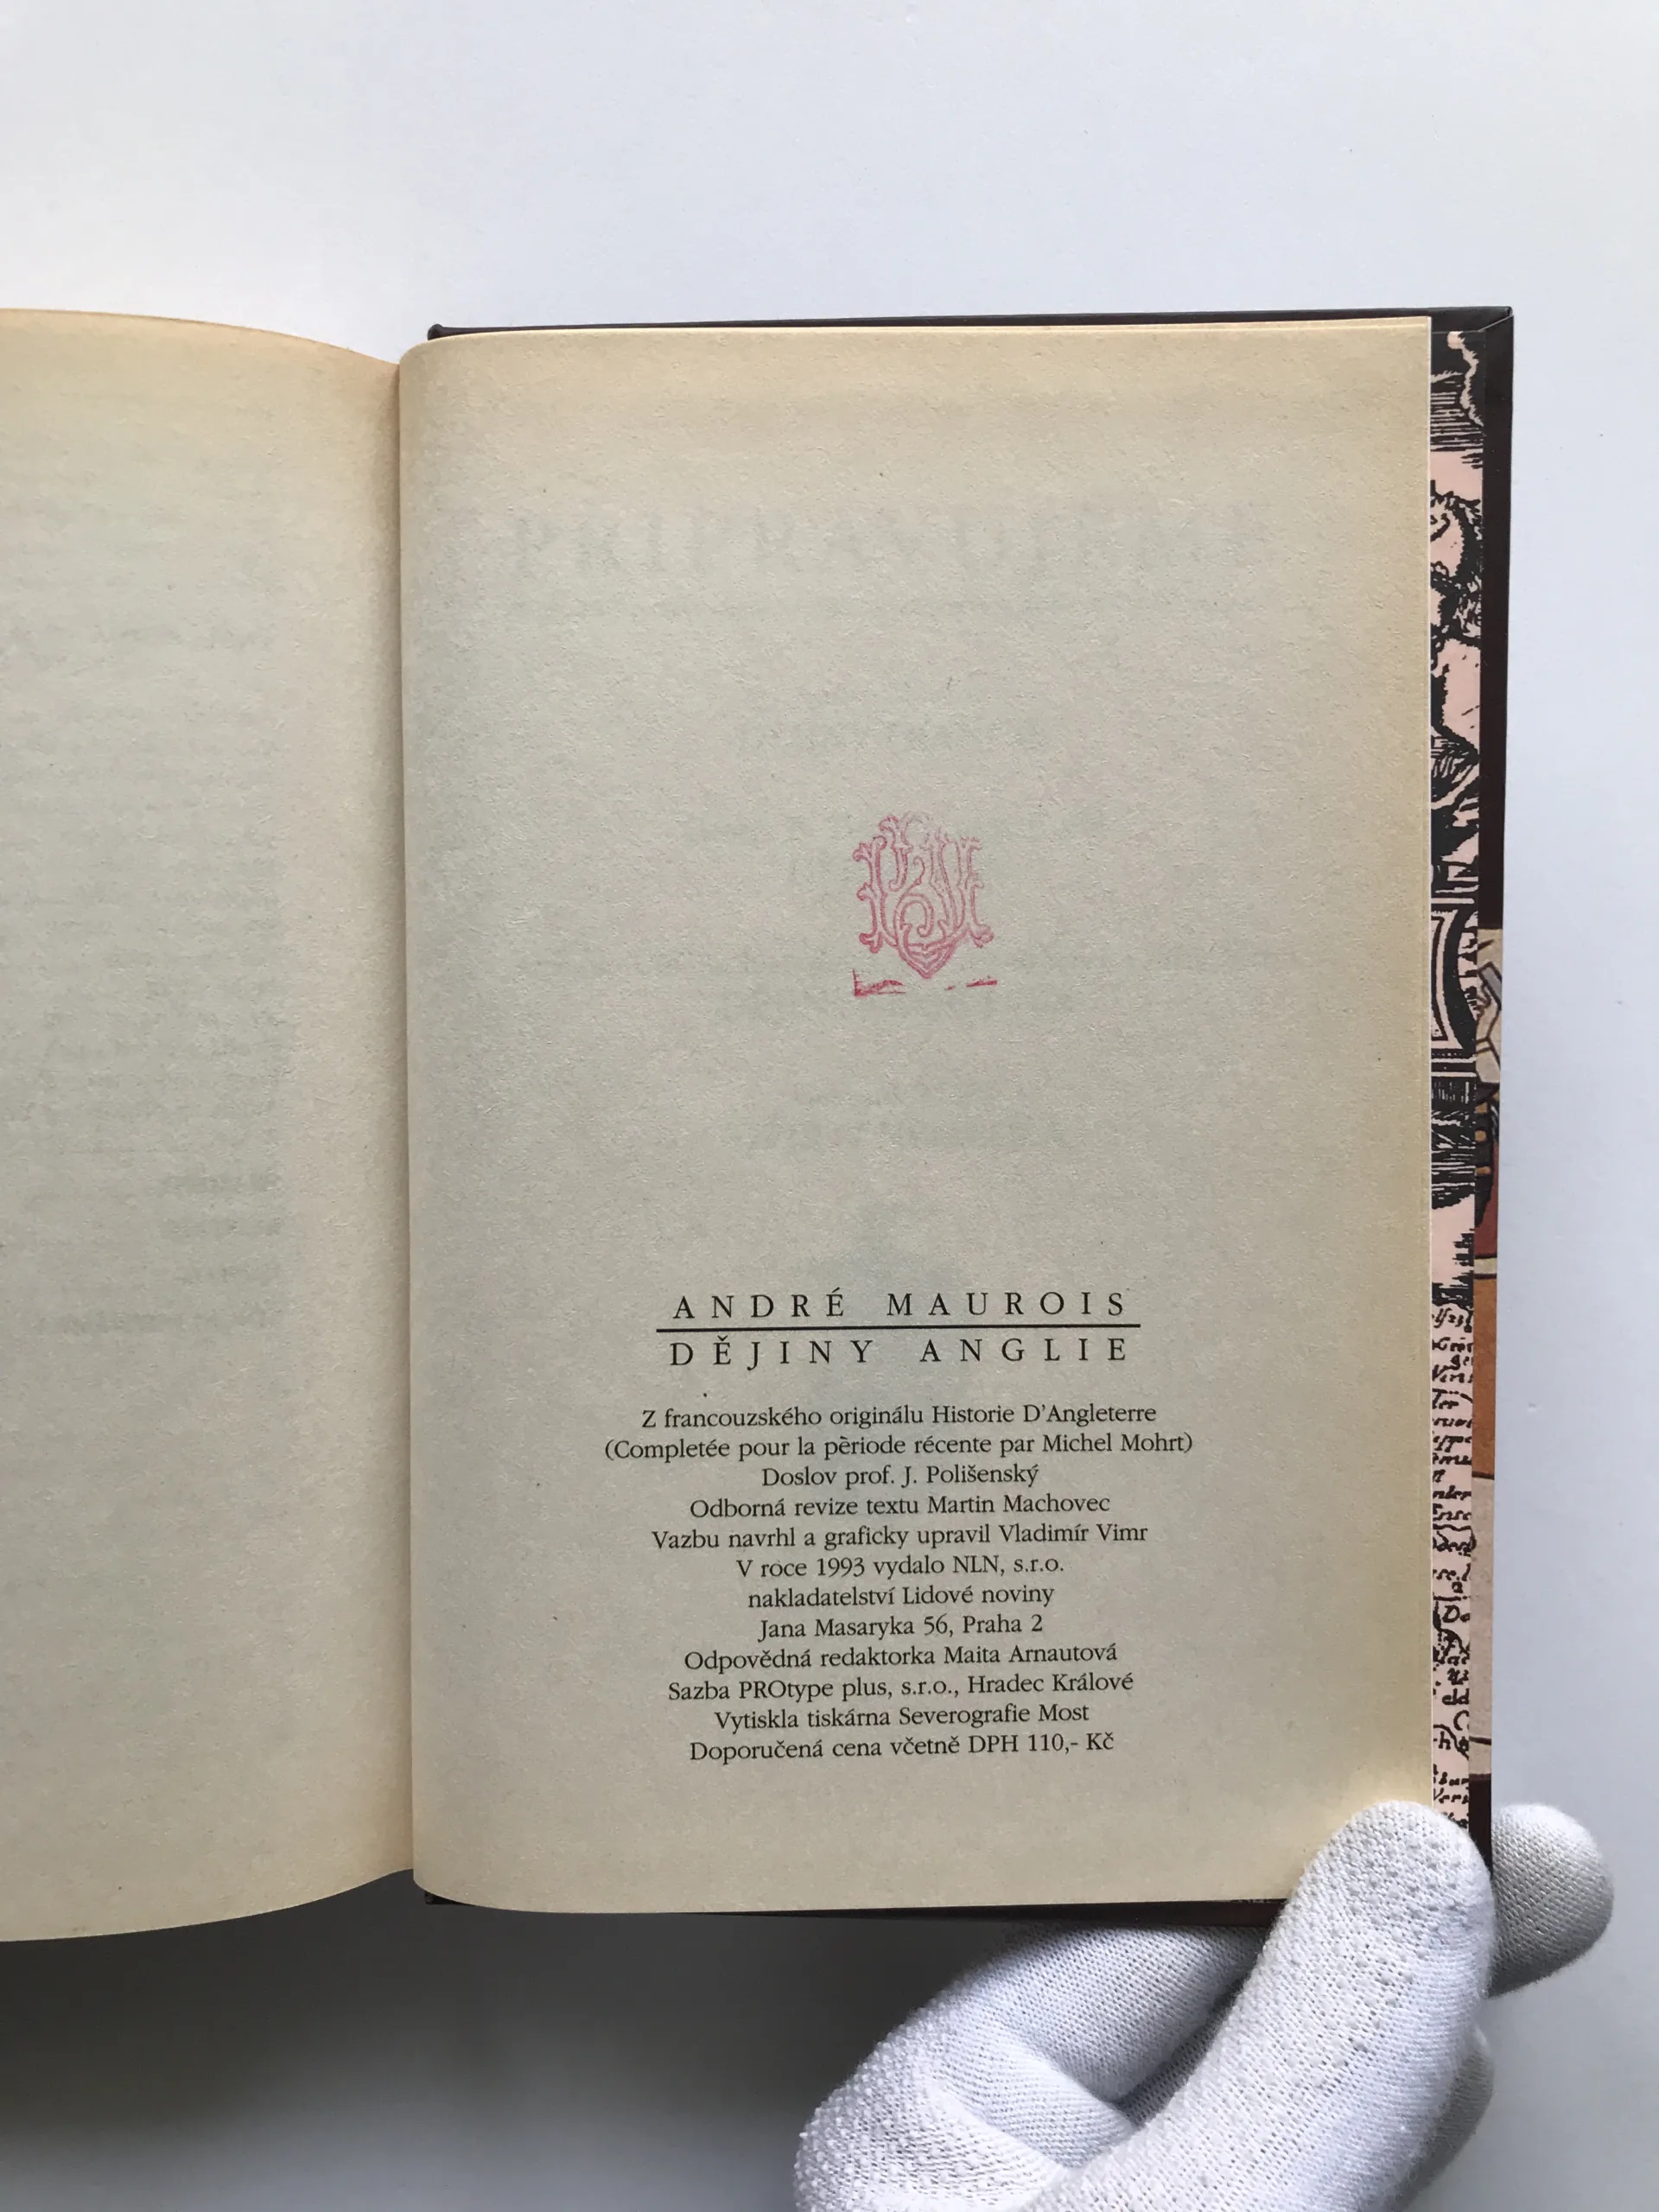 ANDRÉ MAUROIS
DĚJINY ANGLIE
Z francouzského originálu Historie D'Angleterre
(Completée pour la pèriode récente par Michel Mohrt)
Doslov prof. J. Polišenský
Odborná revize textu Martin Machovec
Vazbu navrhl a graficky upravil Vladimír Vimr
V roce 1993 vydalo NLN, s.r.o.
nakladatelství Lidové noviny
Jana Masaryka 56, Praha 2
Odpovědná redaktorka Maita Arnautová
Sazba PROtype plus, s.r.o., Hradec Králové
Vytiskla tiskárna Severografie Most
Doporučená cena včetně DPH 110,- Kč